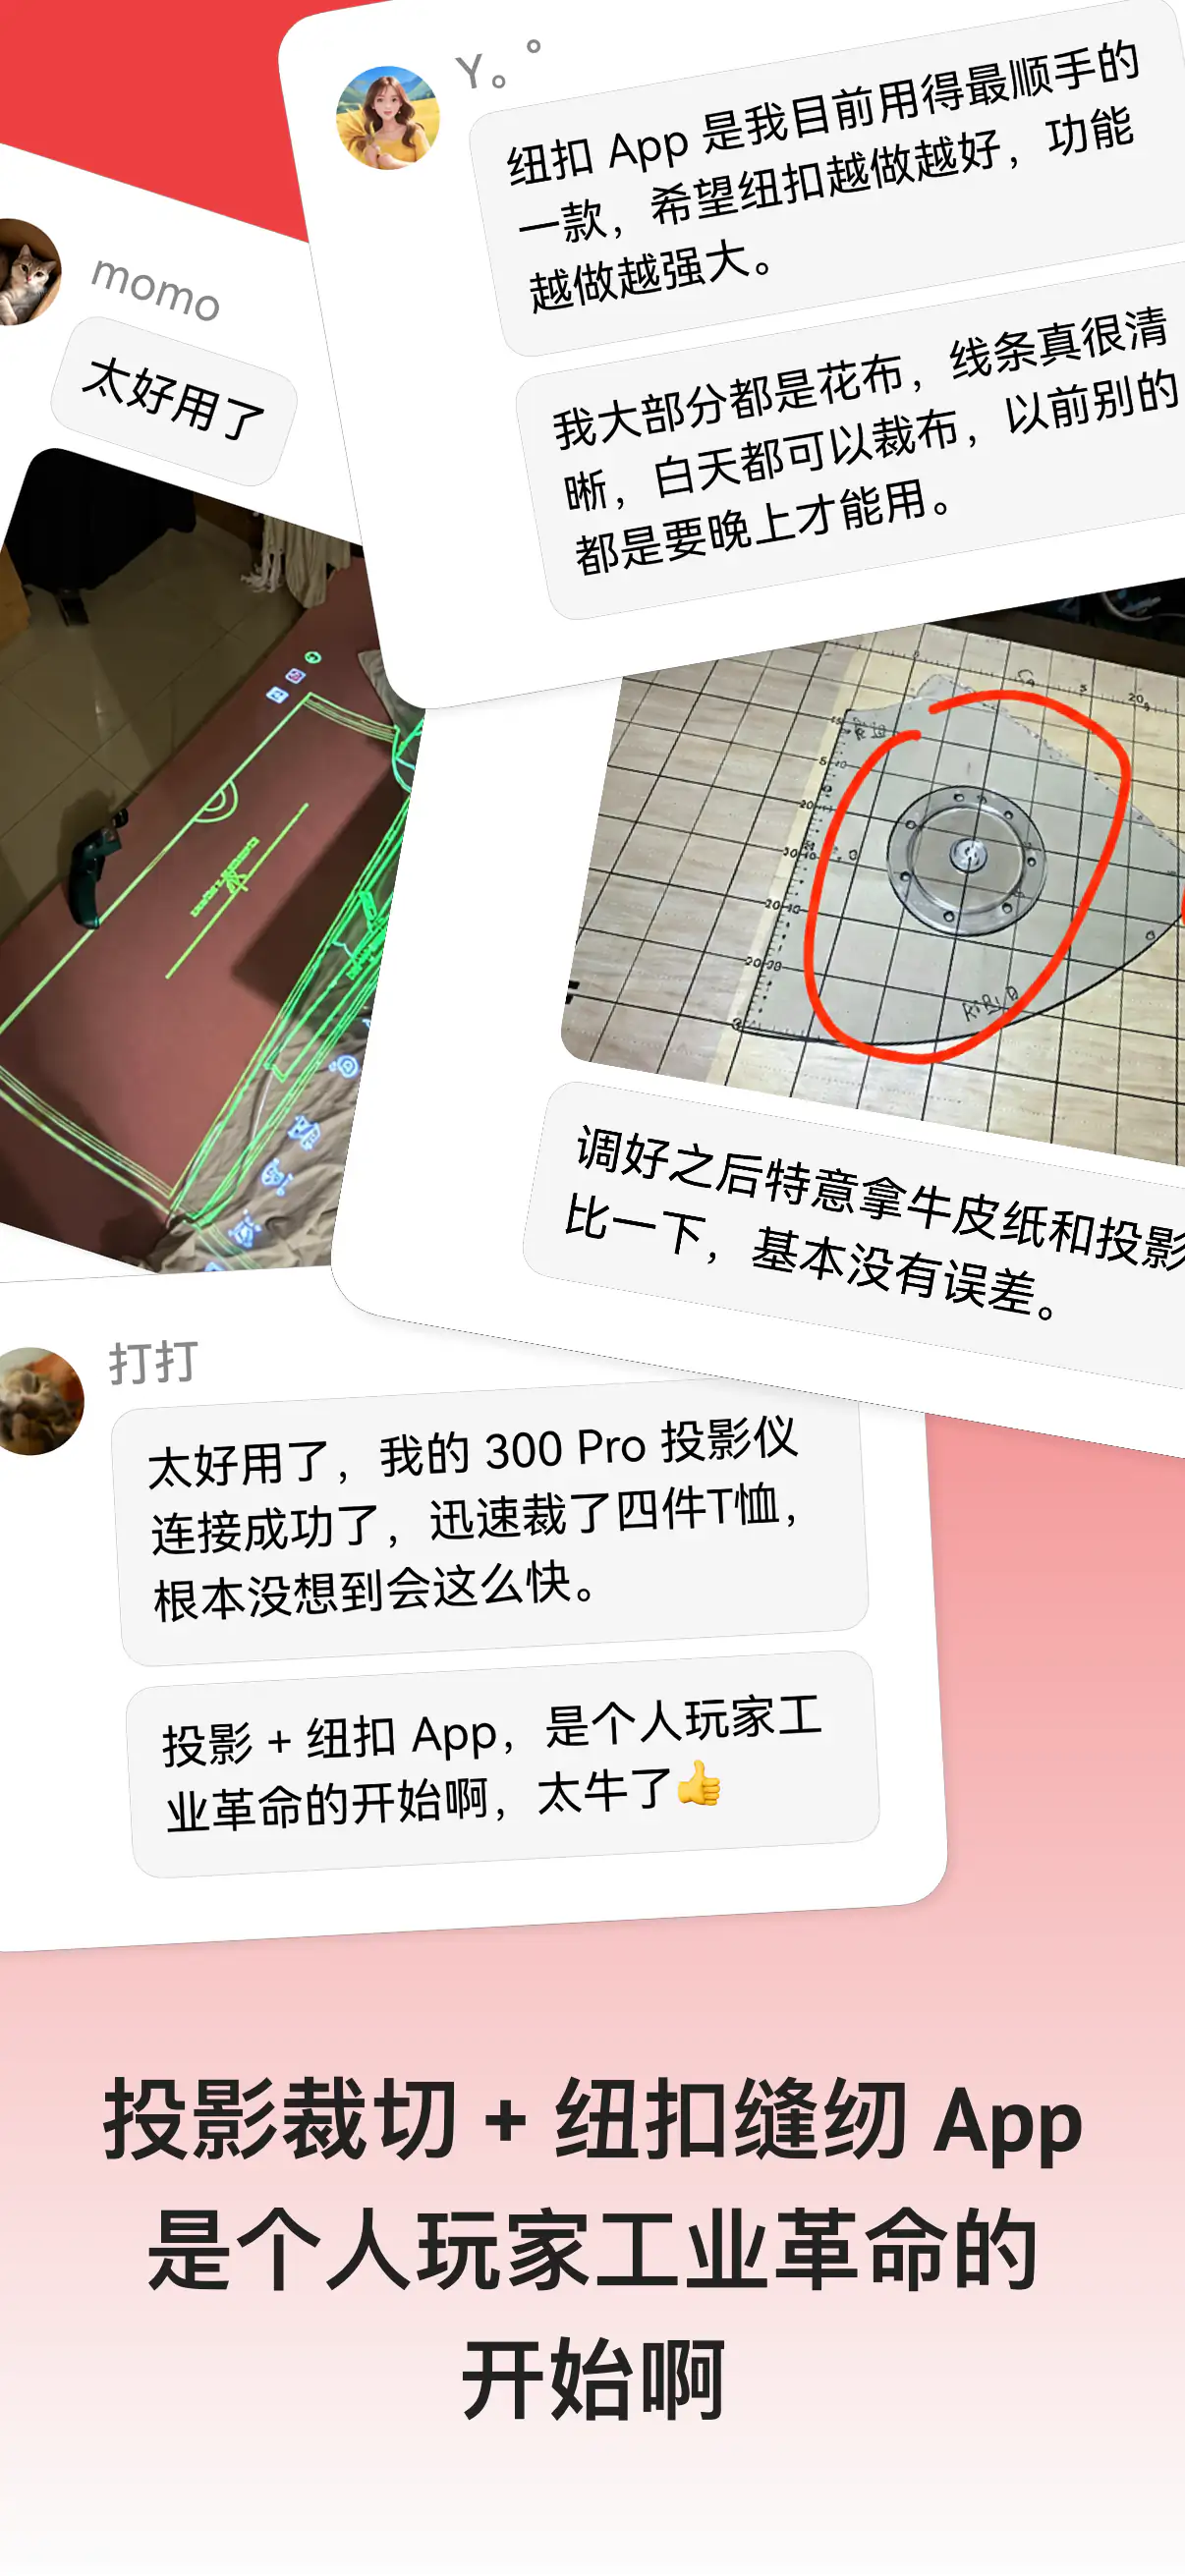 Y。°
纽扣 App 是我目前用得最顺手的
一款，希望纽扣越做越好，功能
越做越强大。
我大部分都是花布，线条真很清
晰，白天都可以裁布，以前别的
都是要晚上才能用。
momo
太好用了
调好之后特意拿牛皮纸和投影
比一下，基本没有误差。
打打
太好用了，我的 300 Pro 投影仪
连接成功了，迅速裁了四件T恤，
根本没想到会这么快。
投影 + 纽扣 App，是个人玩家工
业革命的开始啊，太牛了👍
投影裁切 + 纽扣缝纫 App
是个人玩家工业革命的
开始啊